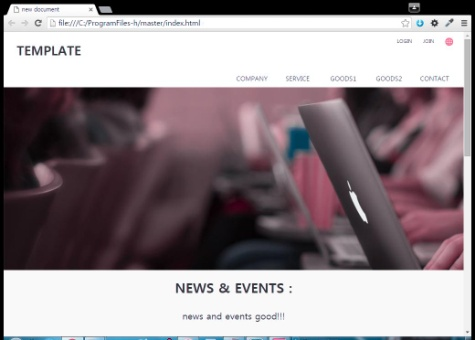 new document
file:///C:/ProgramFiles-h/master/index.html
LOGIN JOIN
TEMPLATE
COMPANY SERVICE GOODS1 GOODS2 CONTACT
NEWS & EVENTS :
news and events good!!!